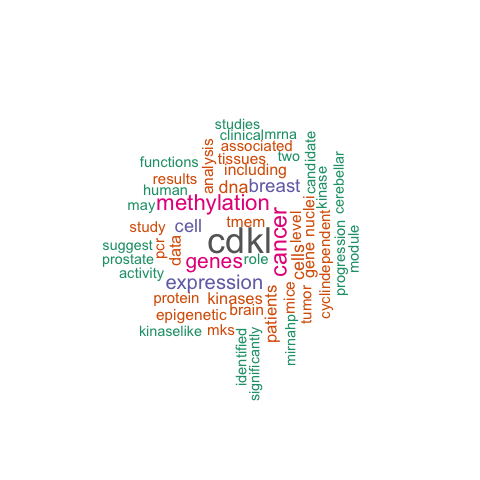 studies
clinical
mrna
associated
analysis
tissues
two
candidate
functions
including
results
human
dna
breast
kinase
cerebellar
may
methylation
nuclei
study
cell
tmem
cancer
level
cyclindependent
suggest
pcr
data
cdkl
cells
gene
prostate
genes
role
progression
module
activity
expression
protein
kinases
patients
mice
tumor
epigenetic
brain
kinaselike
mks
mirnahp
identified
significantly